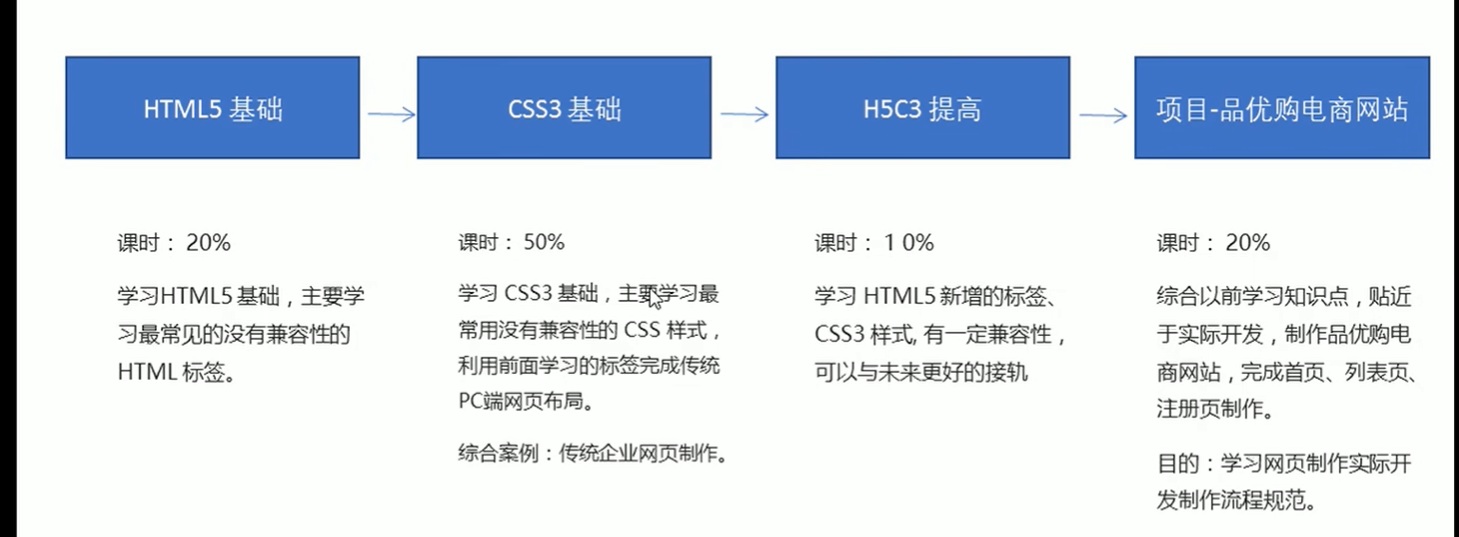 HTML5 基础
CSS3 基础
H5C3 提高
项目-品优购电商网站
课时： 20%
学习HTML5 基础，主要学
习最常见的没有兼容性的
HTML 标签。
课时： 50%
学习 CSS3 基础，主要学习最
常用没有兼容性的 CSS 样式，
利用前面学习的标签完成传统
PC端网页布局。
综合案例：传统企业网页制作。
课时： 1 0%
学习 HTML5 新增的标签、
CSS3 样式, 有一定兼容性，
可以与未来更好的接轨
课时： 20%
综合以前学习知识点，贴近
于实际开发，制作品优购电
商网站，完成首页、列表页、
注册页制作。
目的：学习网页制作实际开
发制作流程规范。